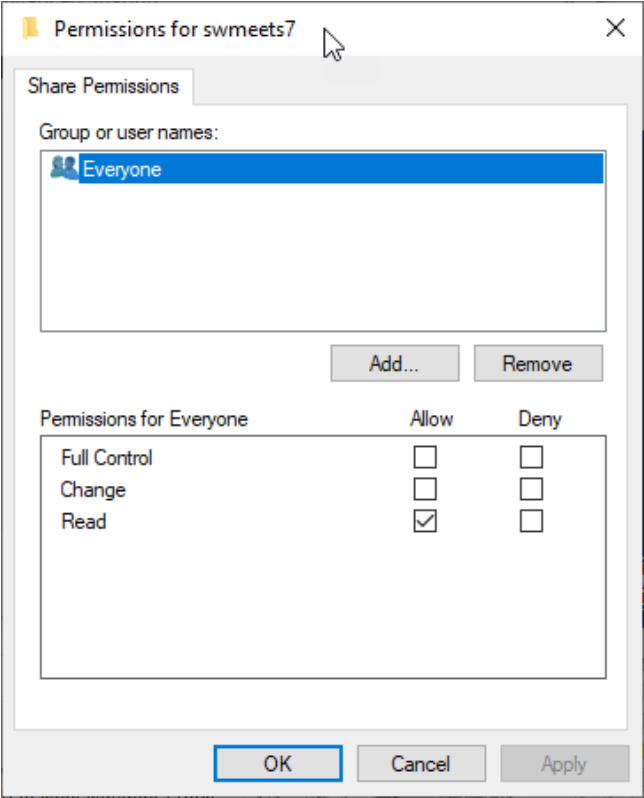 Permissions for swmeets7
Share Permissions
Group or user names:
Everyone
Add... Remove
Permissions for Everyone Allow Deny
Full Control
Change
Read
OK Cancel Apply